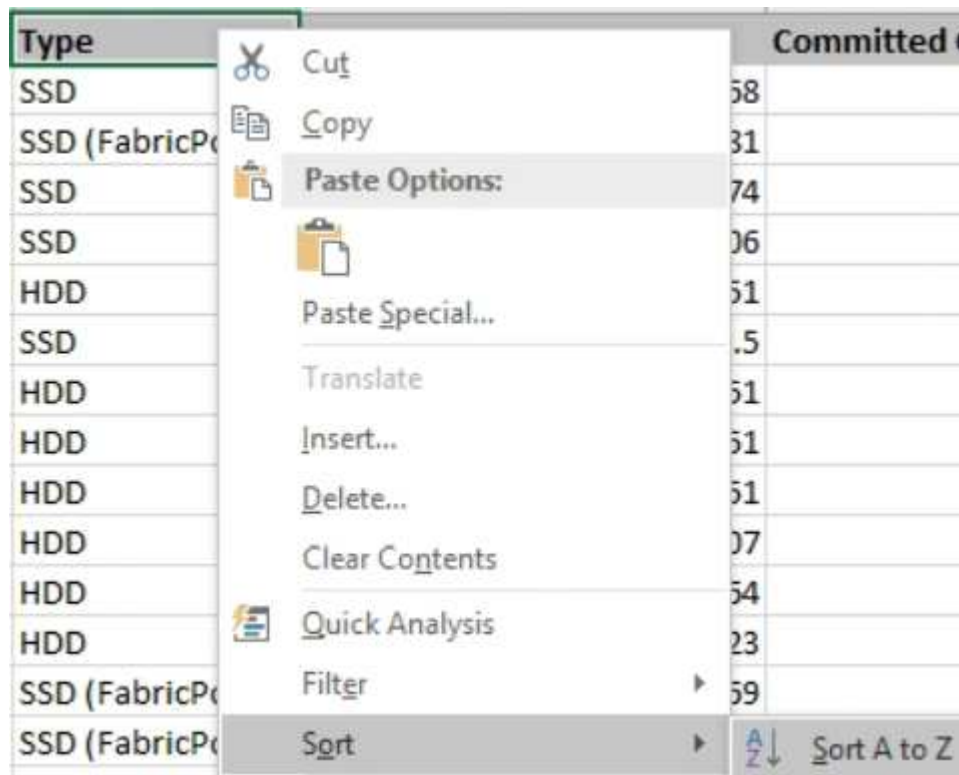 Type
Committed
SSD
58
SSD (FabricPo
31
SSD
74
SSD
06
HDD
51
SSD
.5
HDD
51
HDD
51
HDD
51
HDD
07
HDD
54
HDD
23
SSD (FabricPo
59
SSD (FabricPo
Cut
Copy
Paste Options:
Paste Special...
Translate
Insert...
Delete...
Clear Contents
Quick Analysis
Filter
Sort
Sort A to Z